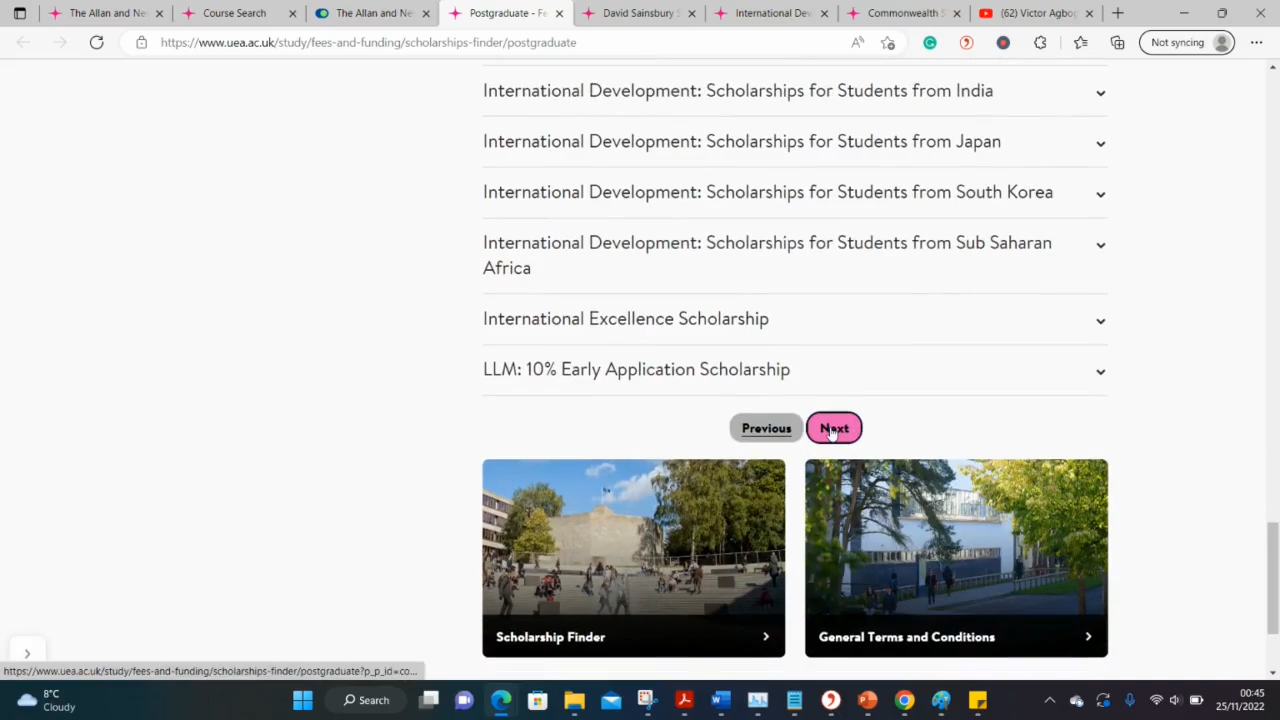 The Allan and Ne
Course Search
The Allan and Ne
Postgraduate - Fe
David Sainsbury S
International Dev
Commonwealth S
(62) Victor Agbo
https://www.uea.ac.uk/study/fees-and-funding/scholarships-finder/postgraduate
Not syncing
International Development: Scholarships for Students from India
International Development: Scholarships for Students from Japan
International Development: Scholarships for Students from South Korea
International Development: Scholarships for Students from Sub Saharan
Africa
International Excellence Scholarship
LLM: 10% Early Application Scholarship
Previous
Next
Scholarship Finder
General Terms and Conditions
https://www.uea.ac.uk/study/fees-and-funding/scholarships-finder/postgraduate?p_p_id=co...
8°C
Cloudy
Search
00:45
25/11/2022